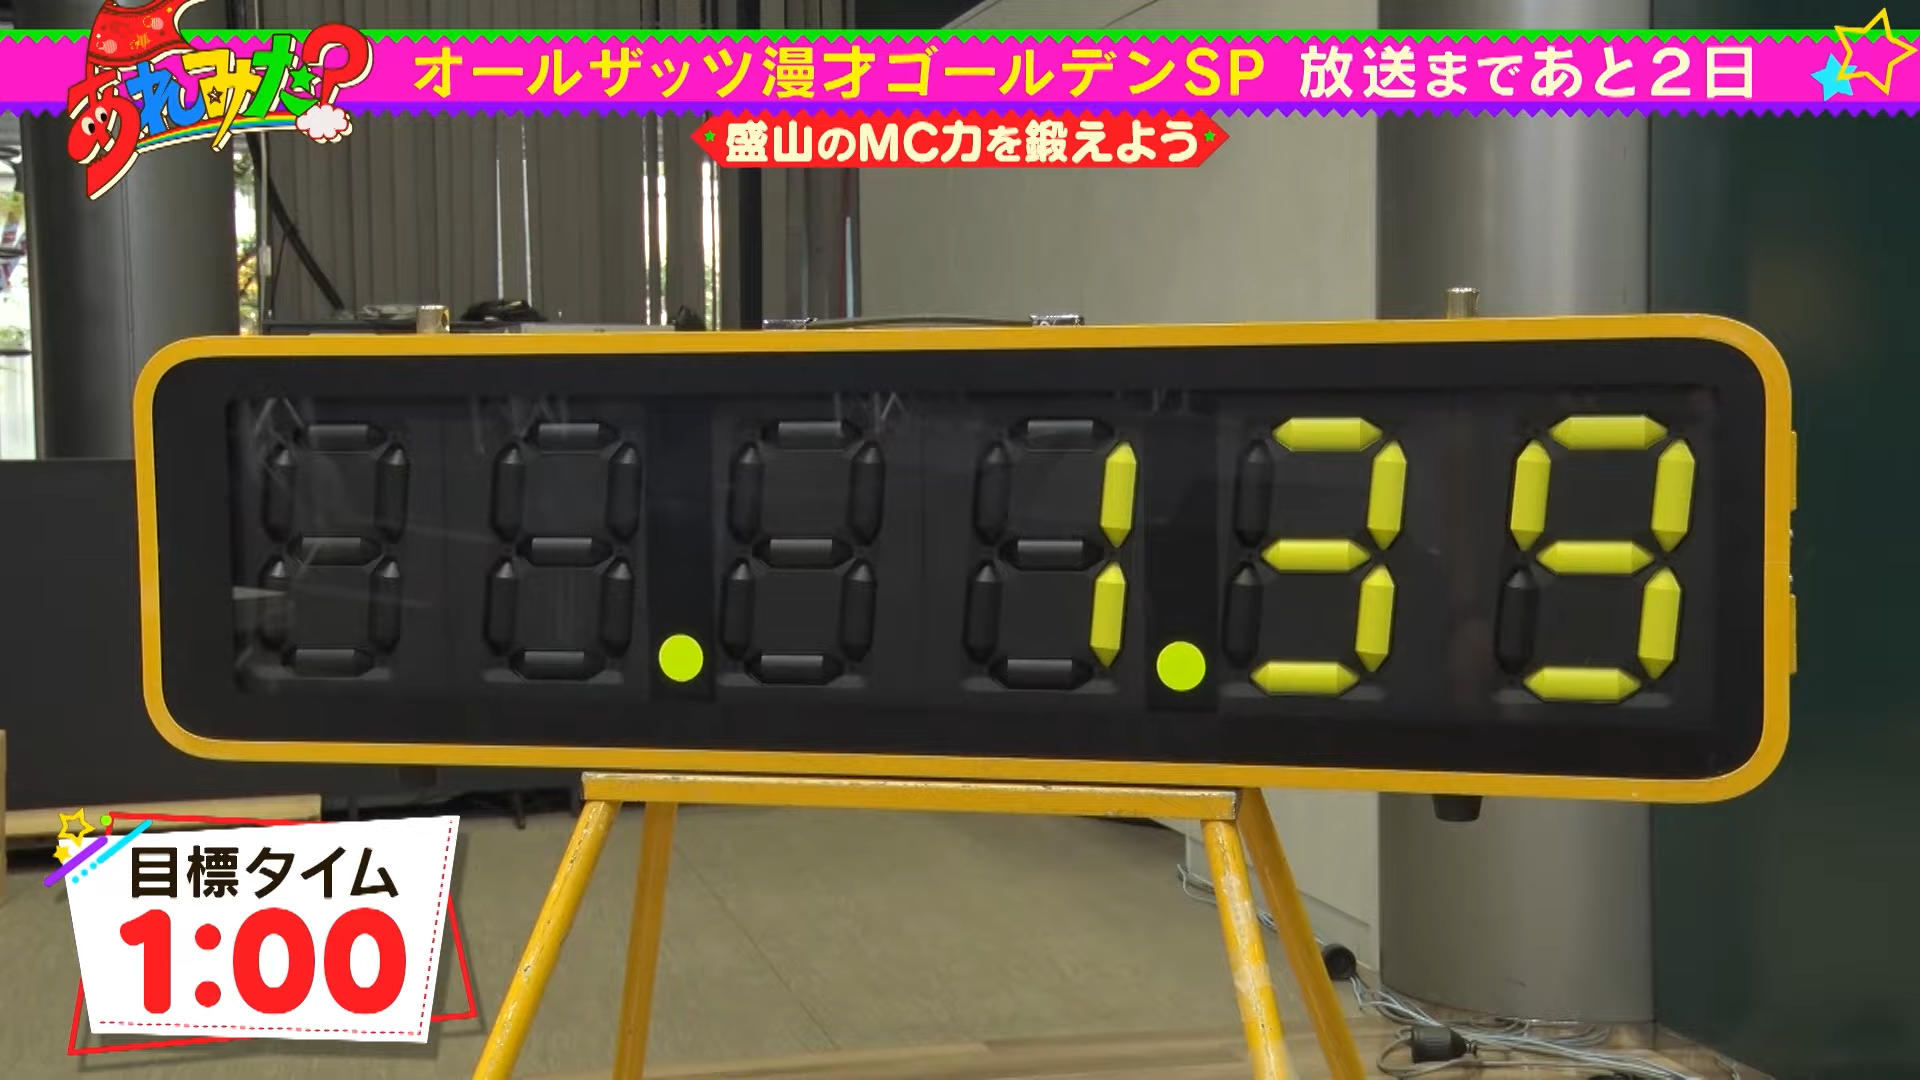 あれみた?
オールザッツ漫才ゴールデンSP 放送まであと2日
盛山のMC力を鍛えよう
1.39
目標タイム
1:00